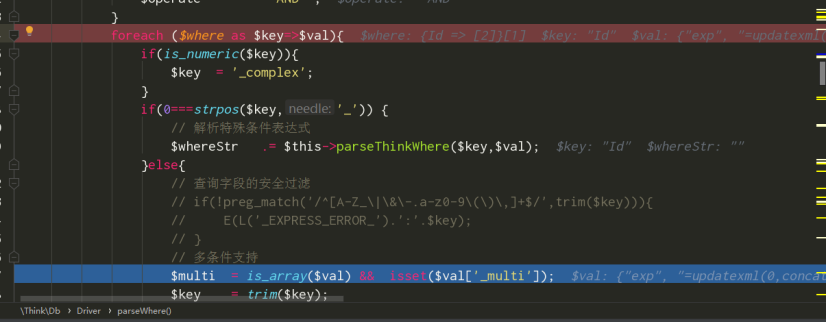 }
foreach ($where as $key=>$val){ $where: {Id => [2]}[1] $key: "Id" $val: {"exp", "=updatexml(
if(is_numeric($key)){
$key = '_complex';
}
if(0===strpos($key, needle: '_')) {
// 解析特殊条件表达式
$whereStr .= $this->parseThinkWhere($key,$val); $key: "Id" $whereStr: ""
}else{
// 查询字段的安全过滤
// if(!preg_match('/^[A-Z_\|\&\-.a-z0-9\(\)\,]+$/',trim($key))){
// E(L('_EXPRESS_ERROR_').':'.$key);
// }
// 多条件支持
$multi = is_array($val) && isset($val['_multi']); $val: {"exp", "=updatexml(0,concat
$key = trim($key);
\Think\Db › Driver › parseWhere()